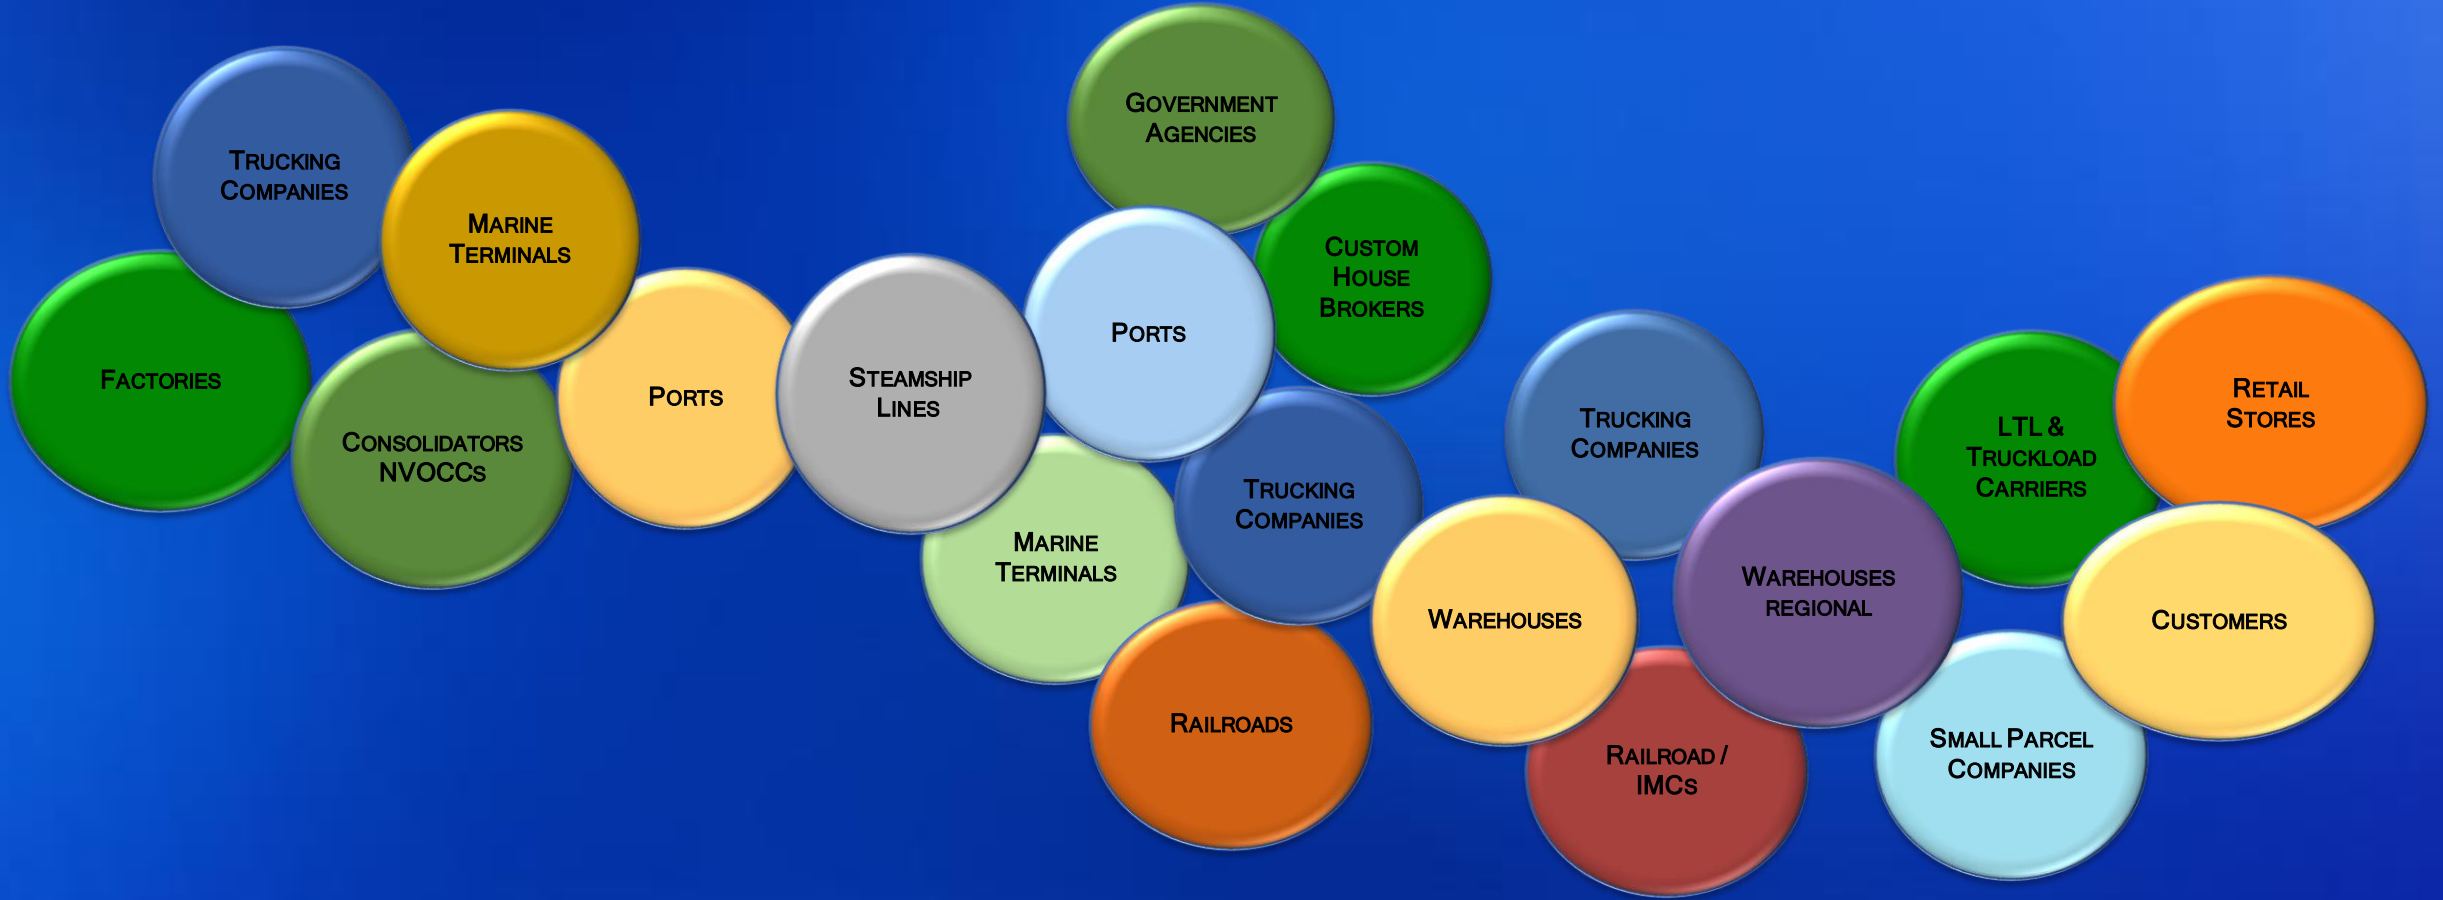 TRUCKING
COMPANIES
MARINE
TERMINALS
FACTORIES
CONSOLIDATORS
NVOCCS
PORTS
STEAMSHIP
LINES
GOVERNMENT
AGENCIES
CUSTOM
HOUSE
BROKERS
PORTS
TRUCKING
COMPANIES
MARINE
TERMINALS
RAILROADS
TRUCKING
COMPANIES
WAREHOUSES
WAREHOUSES
REGIONAL
RAILROAD /
IMCS
LTL &
TRUCKLOAD
CARRIERS
RETAIL
STORES
CUSTOMERS
SMALL PARCEL
COMPANIES